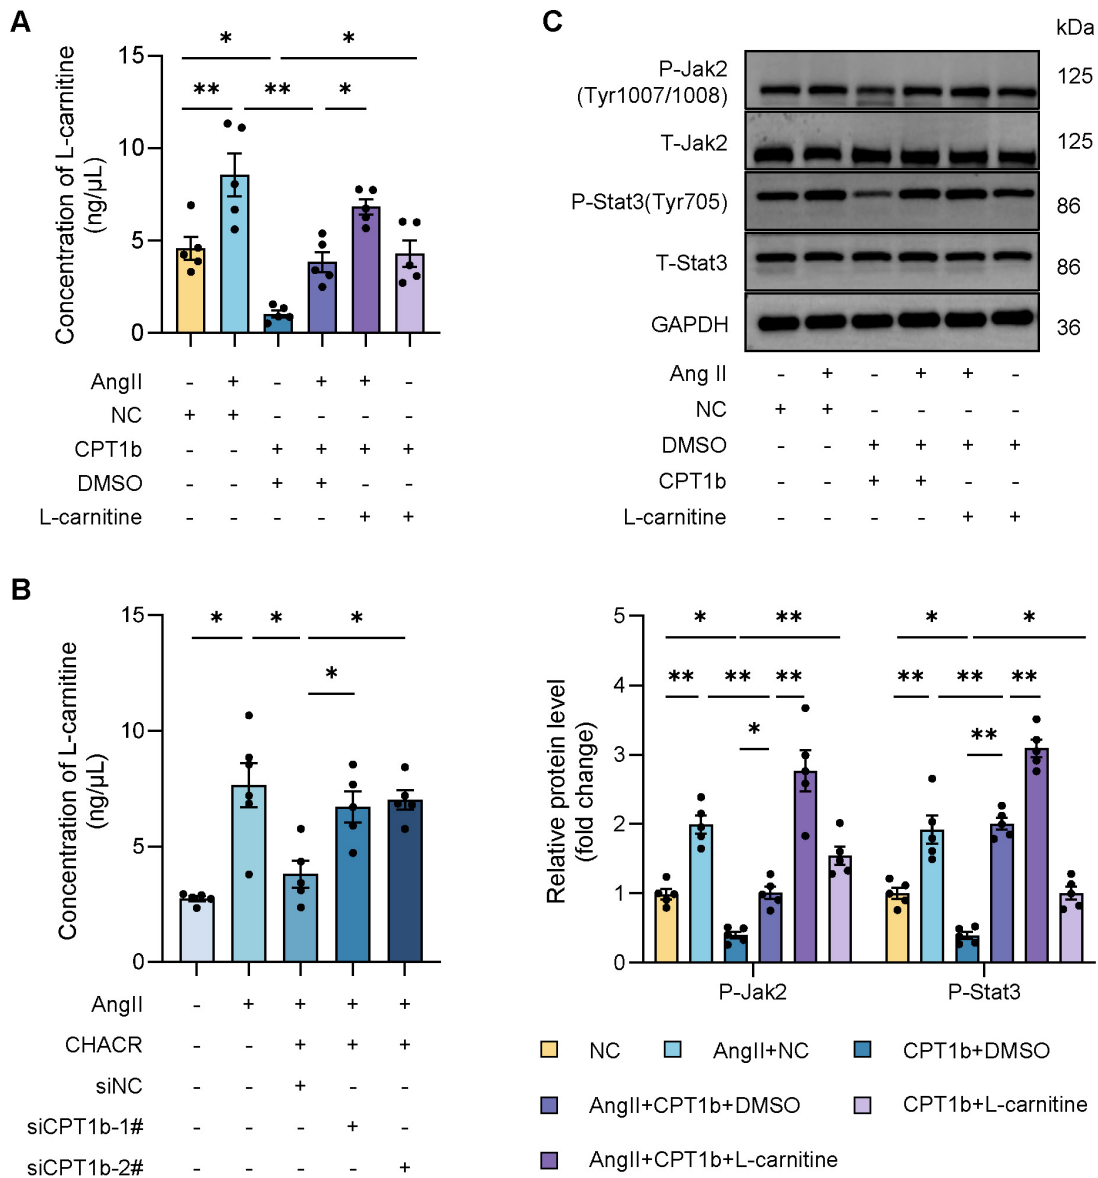 A
Concentration of L-carnitine
(ng/μL)
15
10
5
0
* *
** ** *
AngII - + - + + -
NC + + - - - -
CPT1b - - + + + +
DMSO - - + + - -
L-carnitine - - - - + +
C
kDa
P-Jak2
(Tyr1007/1008)
125
T-Jak2
125
P-Stat3(Tyr705)
86
T-Stat3
86
GAPDH
36
Ang II - + - + + -
NC + + - - - -
DMSO - - + + + +
CPT1b - - + + - -
L-carnitine - - - - + +
B
Concentration of L-carnitine
(ng/μL)
15
10
5
0
* * *
*
AngII - + + + +
CHACR - - + + +
siNC - - + - -
siCPT1b-1# - - - + -
siCPT1b-2# - - - - +
Relative protein level
(fold change)
5
4
3
2
1
0
* ** * *
** ** ** ** ** **
* **
P-Jak2 P-Stat3
NC AngII+NC CPT1b+DMSO
AngII+CPT1b+DMSO CPT1b+L-carnitine
AngII+CPT1b+L-carnitine